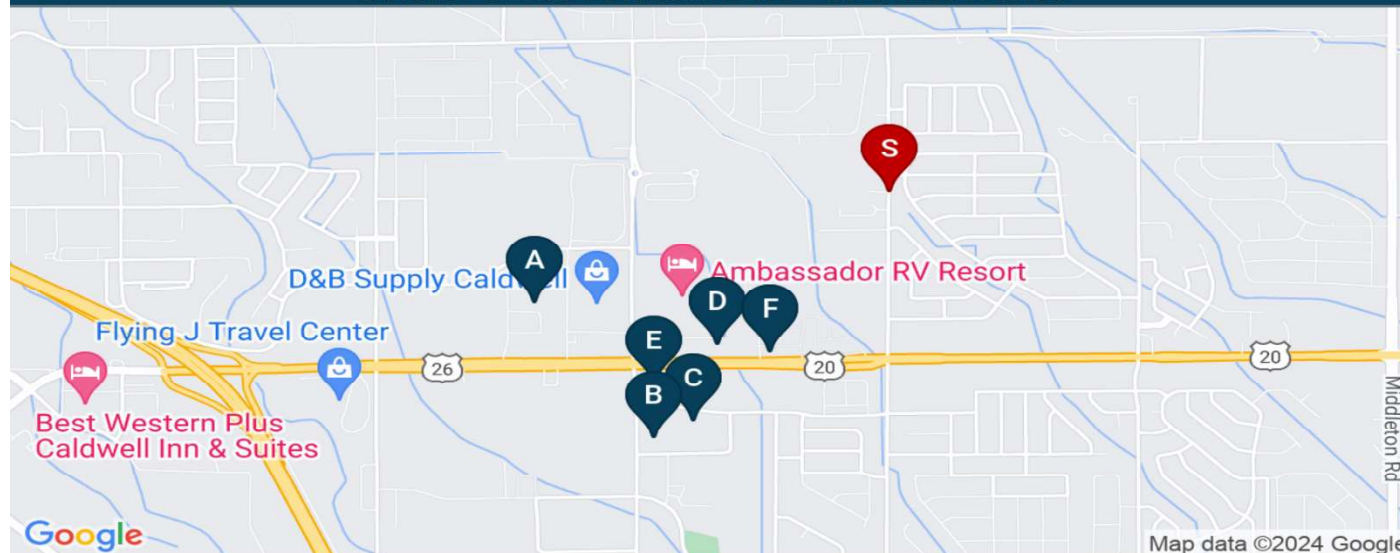 S
A
D&B Supply Caldwell
Ambassador RV Resort
D
F
Flying J Travel Center
E
26
20
20
C
B
Best Western Plus
Caldwell Inn & Suites
Middleton Rd
Google
Map data ©2024 Google